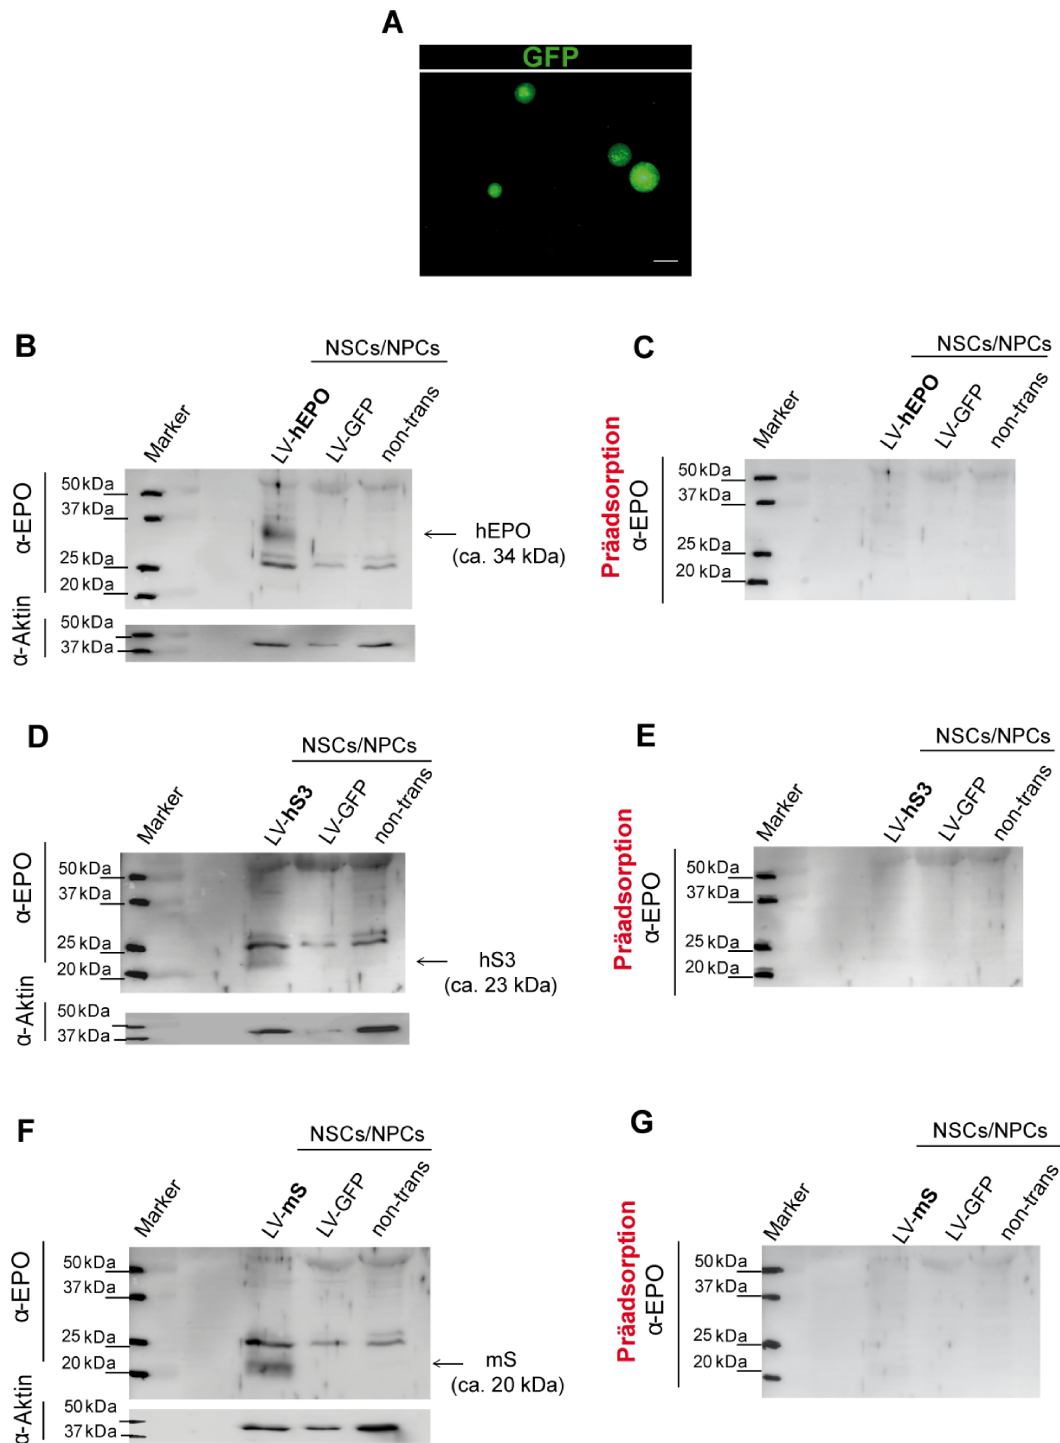 A
GFP
B
NSCs/NPCs
Marker
LV-hEPO
LV-GFP
non-trans
α-EPO
50 kDa
37 kDa
25 kDa
20 kDa
hEPO
(ca. 34 kDa)
α-Aktin
50 kDa
37 kDa
C
NSCs/NPCs
Marker
LV-hEPO
LV-GFP
non-trans
Präadsorption
α-EPO
50 kDa
37 kDa
25 kDa
20 kDa
D
NSCs/NPCs
Marker
LV-hS3
LV-GFP
non-trans
α-EPO
50 kDa
37 kDa
25 kDa
20 kDa
hS3
(ca. 23 kDa)
α-Aktin
50 kDa
37 kDa
E
NSCs/NPCs
Marker
LV-hS3
LV-GFP
non-trans
Präadsorption
α-EPO
50 kDa
37 kDa
25 kDa
20 kDa
F
NSCs/NPCs
Marker
LV-mS
LV-GFP
non-trans
α-EPO
50 kDa
37 kDa
25 kDa
20 kDa
mS
(ca. 20 kDa)
α-Aktin
50 kDa
37 kDa
G
NSCs/NPCs
Marker
LV-mS
LV-GFP
non-trans
Präadsorption
α-EPO
50 kDa
37 kDa
25 kDa
20 kDa